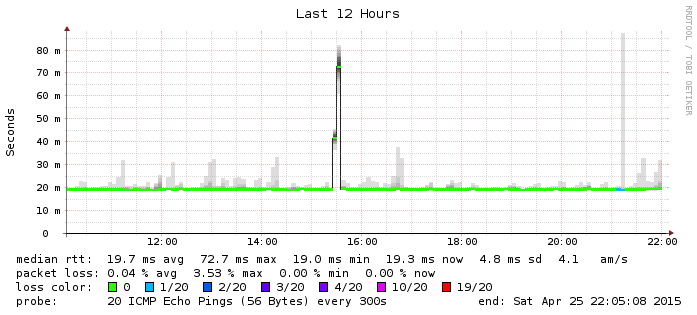 Last 12 Hours
RRDTOOL / TOBI OETIKER
Seconds
80 m
70 m
60 m
50 m
40 m
30 m
20 m
10 m
0
12:00 14:00 16:00 18:00 20:00 22:00
median rtt: 19.7 ms avg 72.7 ms max 19.0 ms min 19.3 ms now 4.8 ms sd 4.1 am/s
packet loss: 0.04 % avg 3.53 % max 0.00 % min 0.00 % now
loss color: 0 1/20 2/20 3/20 4/20 10/20 19/20
probe: 20 ICMP Echo Pings (56 Bytes) every 300s end: Sat Apr 25 22:05:08 2015